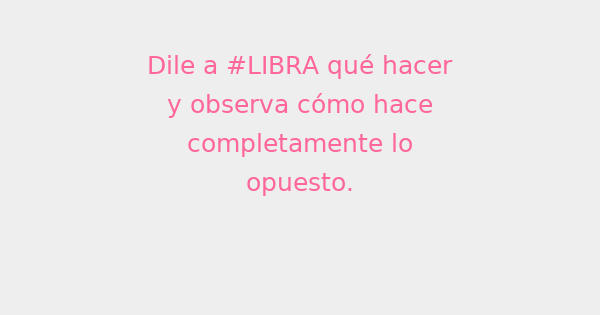 Dile a #LIBRA qué hacer
y observa cómo hace
completamente lo
opuesto.